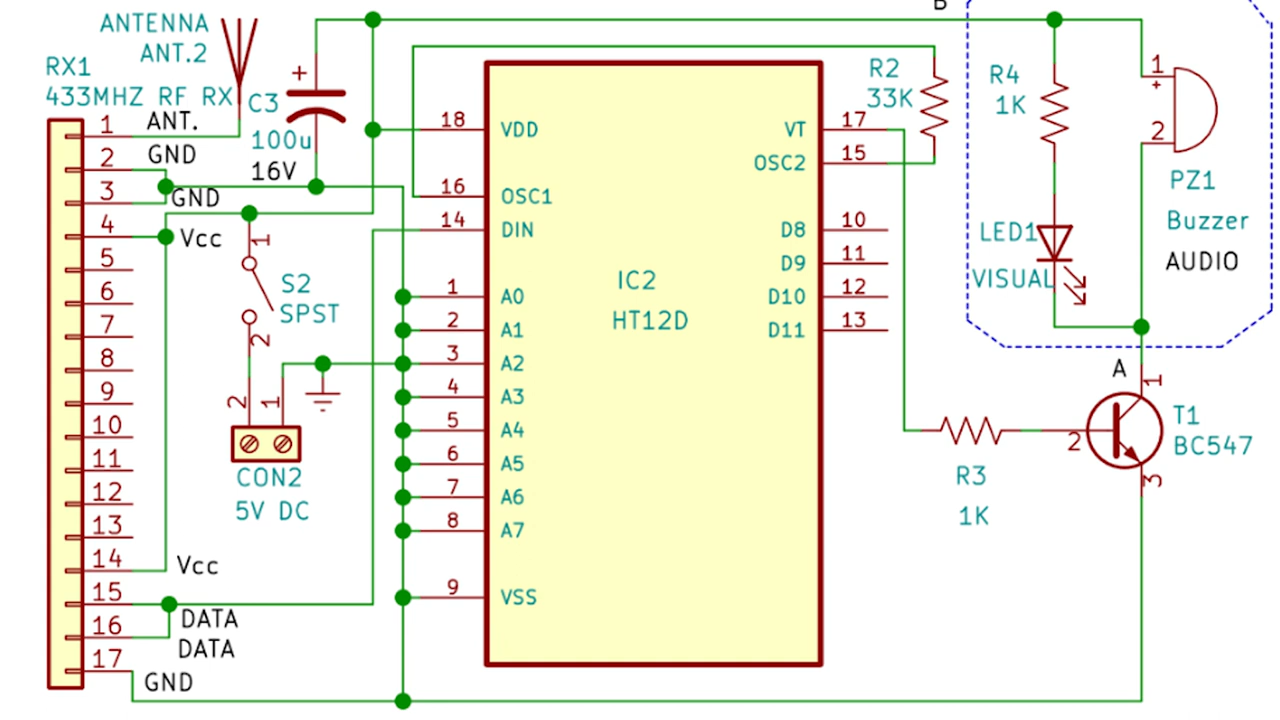 ANTENNA
ANT.2
RX1
433MHZ RF RX
1
ANT.
2
GND
3
GND
4
Vcc
5
6
7
8
9
10
11
12
13
14
Vcc
15
DATA
16
DATA
17
GND
+
C3
100u
16V
1
S2
SPST
2
2
1
CON2
5V DC
18
VDD
16
OSC1
14
DIN
1
A0
2
A1
3
A2
4
A3
5
A4
6
A5
7
A6
8
A7
9
VSS
IC2
HT12D
VT
17
OSC2
15
D8
10
D9
11
D10
12
D11
13
R2
33K
B
R4
1K
LED1
VISUAL
1
+
2
PZ1
Buzzer
AUDIO
A
1
2
3
T1
BC547
R3
1K